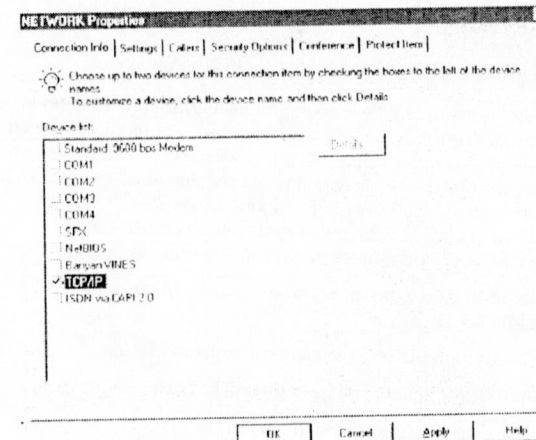 NETWORK Properties
Connection Info | Settings | Callers | Security Options | Conference | Protect Item |
Choose up to two devices for this connection item by checking the boxes to the left of the device
names
To customize a device, click the device name and then click Details
Device list:
Standard 9600 bps Modem
Details
COM1
COM2
COM3
COM4
SPX
NetBIOS
Banyan VINES
TCP/IP
ISDN via CAPI 2.0
OK Cancel Apply Help